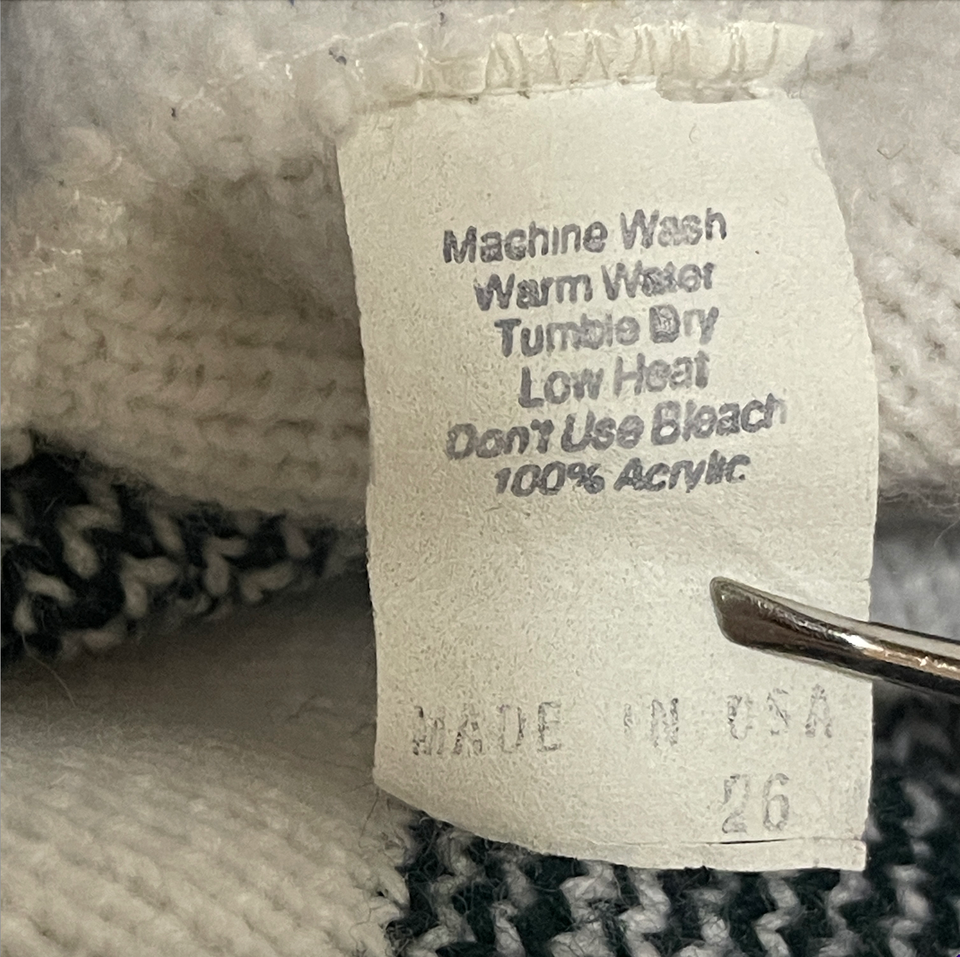 Machine Wash
Warm Water
Tumble Dry
Low Heat
Don't Use Bleach
100% Acrylic
MADE IN USA
26